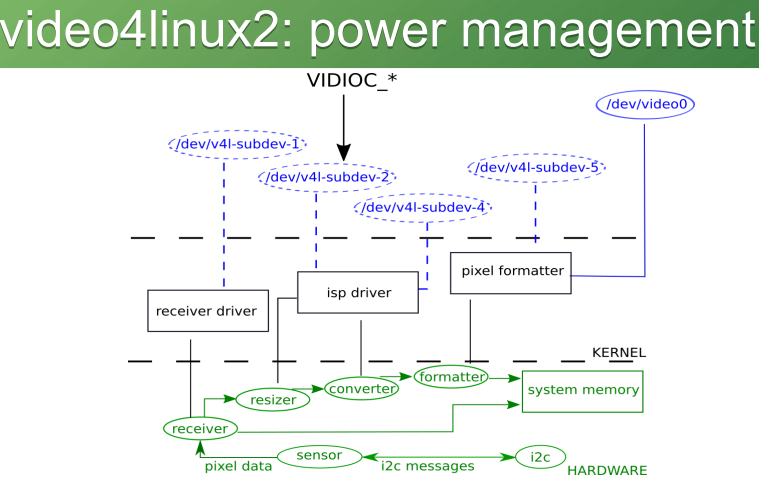 video4linux2: power management
VIDIOC_*
/dev/video0
/dev/v4l-subdev-1
/dev/v4l-subdev-2
/dev/v4l-subdev-5
/dev/v4l-subdev-4
pixel formatter
isp driver
receiver driver
KERNEL
formatter
converter
system memory
resizer
receiver
sensor
i2c
pixel data
i2c messages
HARDWARE